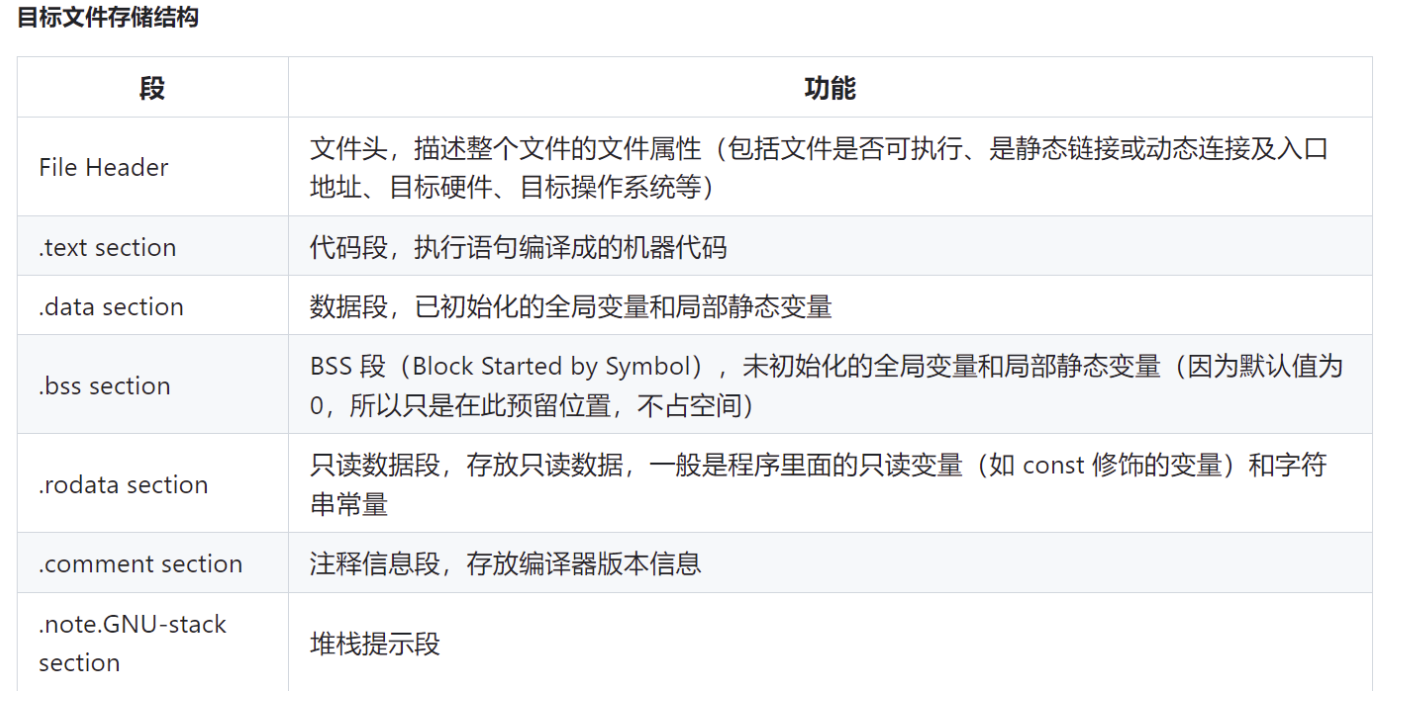 目标文件存储结构
段
功能
File Header
文件头，描述整个文件的文件属性（包括文件是否可执行、是静态链接或动态连接及入口
地址、目标硬件、目标操作系统等）
.text section
代码段，执行语句编译成的机器代码
.data section
数据段，已初始化的全局变量和局部静态变量
.bss section
BSS 段（Block Started by Symbol），未初始化的全局变量和局部静态变量（因为默认值为
0，所以只是在此预留位置，不占空间）
.rodata section
只读数据段，存放只读数据，一般是程序里面的只读变量（如 const 修饰的变量）和字符
串常量
.comment section
注释信息段，存放编译器版本信息
.note.GNU-stack
section
堆栈提示段